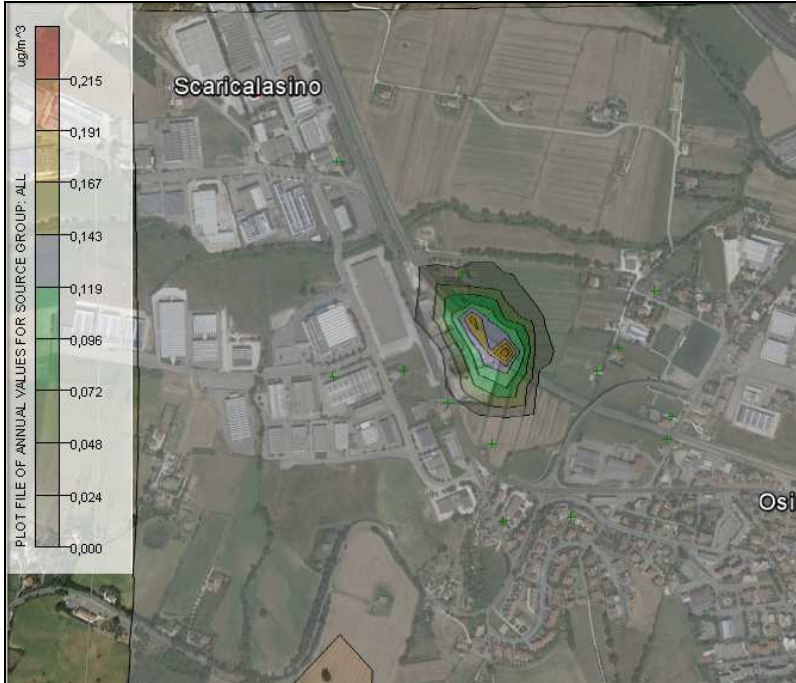 ug/m^3
Scaricalasino
0,215
0,191
0,167
0,143
0,119
0,096
0,072
0,048
0,024
0,000
PLOT FILE OF ANNUAL VALUES FOR SOURCE GROUP: ALL
Osi